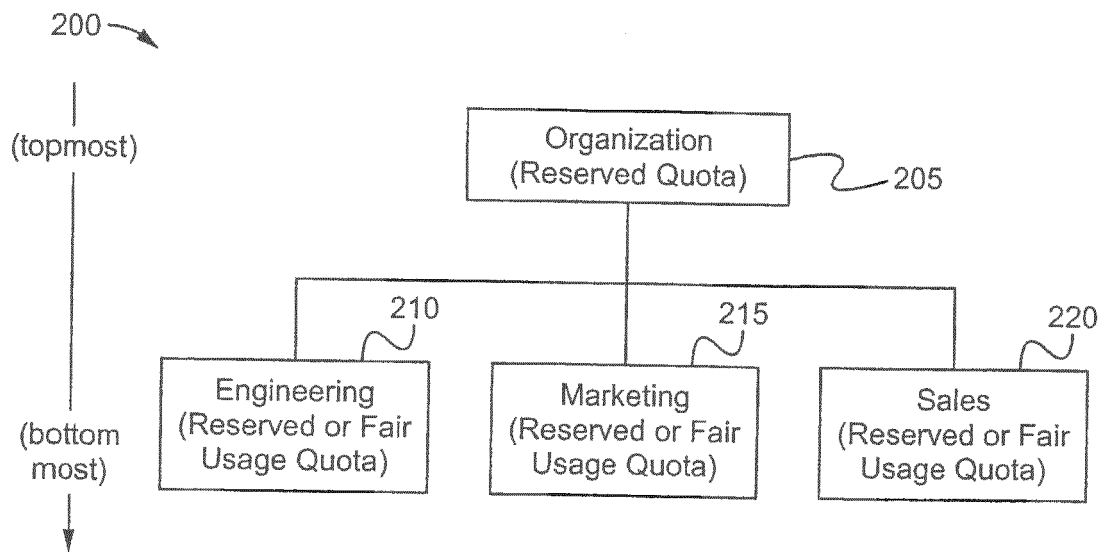 200
(topmost)
Organization
(Reserved Quota)
205
210
215
220
Engineering
(Reserved or Fair
Usage Quota)
Marketing
(Reserved or Fair
Usage Quota)
Sales
(Reserved or Fair
Usage Quota)
(bottom
most)